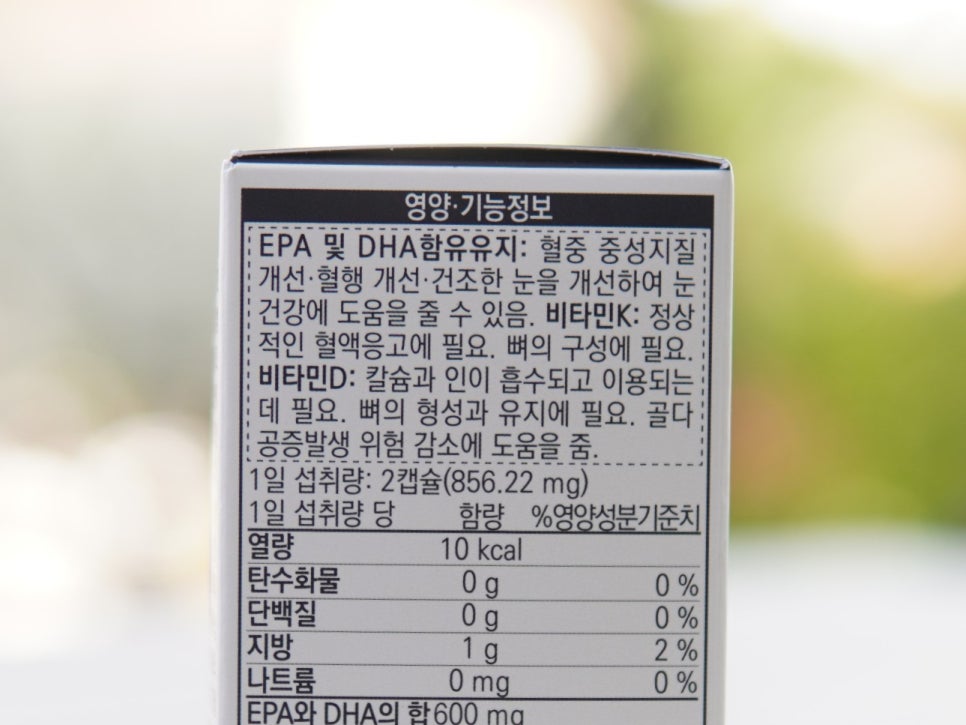 영양·기능정보
EPA 및 DHA함유유지: 혈중 중성지질
개선·혈행 개선·건조한 눈을 개선하여 눈
건강에 도움을 줄 수 있음. 비타민K: 정상
적인 혈액응고에 필요. 뼈의 구성에 필요.
비타민D: 칼슘과 인이 흡수되고 이용되는
데 필요. 뼈의 형성과 유지에 필요. 골다
공증발생 위험 감소에 도움을 줌.
1일 섭취량: 2캡슐(856.22 mg)
1일 섭취량 당 함량 %영양성분기준치
열량 10 kcal
탄수화물 0 g 0 %
단백질 0 g 0 %
지방 1 g 2 %
나트륨 0 mg 0 %
EPA와 DHA의 합 600 mg